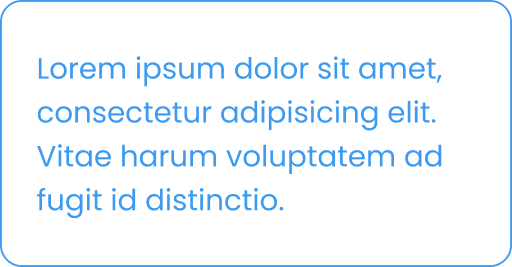 Lorem ipsum dolor sit amet,
consectetur adipisicing elit.
Vitae harum voluptatem ad
fugit id distinctio.